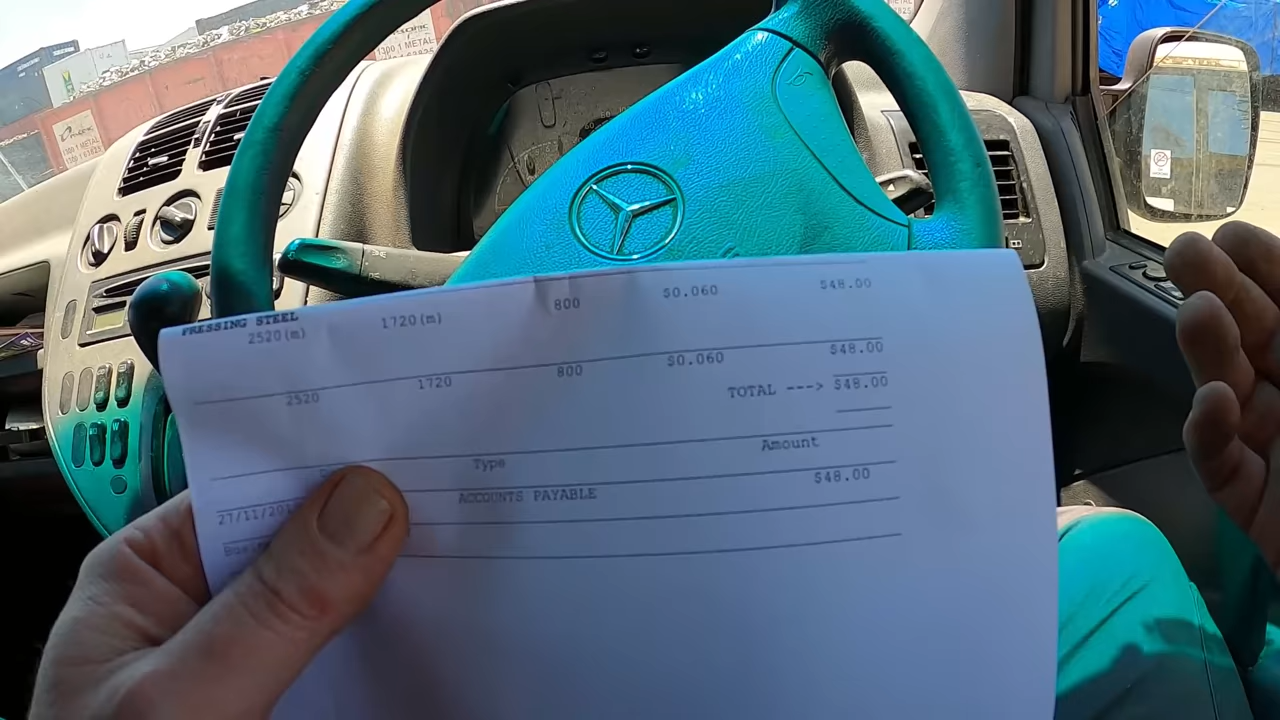 PRESSING STEEL
2520(m) 1720(m) 800 $0.060 $48.00
2520 1720 800 $0.060 $48.00
TOTAL ---> $48.00
Type Amount
ACCOUNTS PAYABLE $48.00